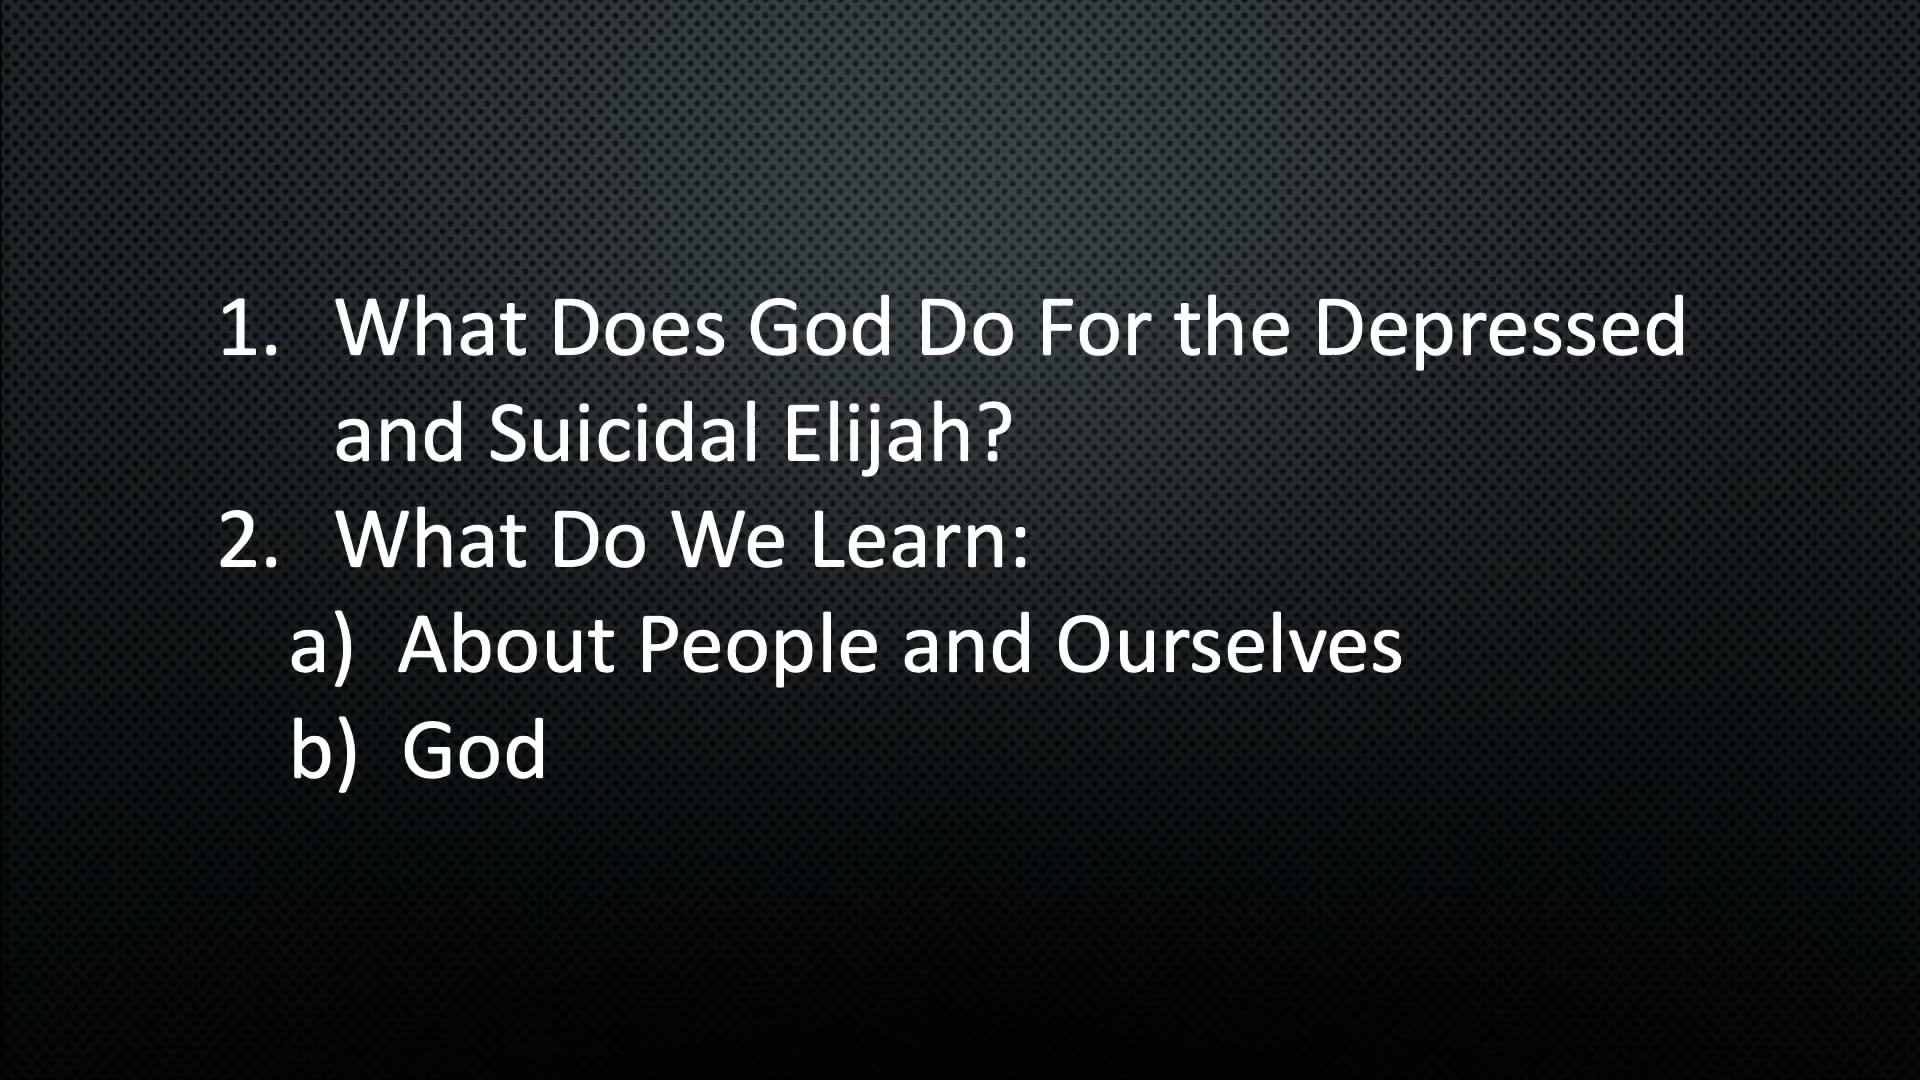 1. What Does God Do For the Depressed
and Suicidal Elijah?
2. What Do We Learn:
a) About People and Ourselves
b) God